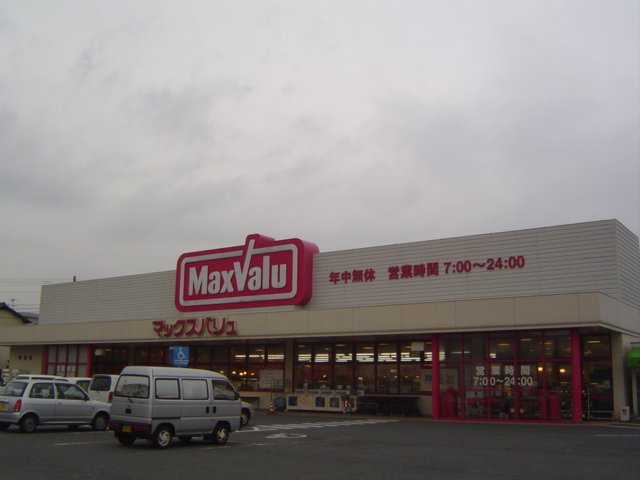 MaxValu
年中無休 営業時間 7:00〜24:00
マックスバリュ
営業時間
7:00〜24:00